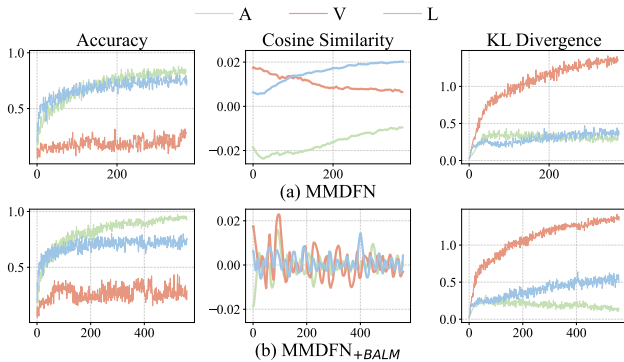 A V L
Accuracy Cosine Similarity KL Divergence
1.0 0.5 0 200
0.02 0.00 −0.02 0 200
1.0 0.5 0.0 0 200
(a) MMDFN
1.0 0.5 0 200 400
0.02 0.00 −0.02 0 200 400
1.0 0.5 0.0 0 200 400
(b) MMDFN+BALM